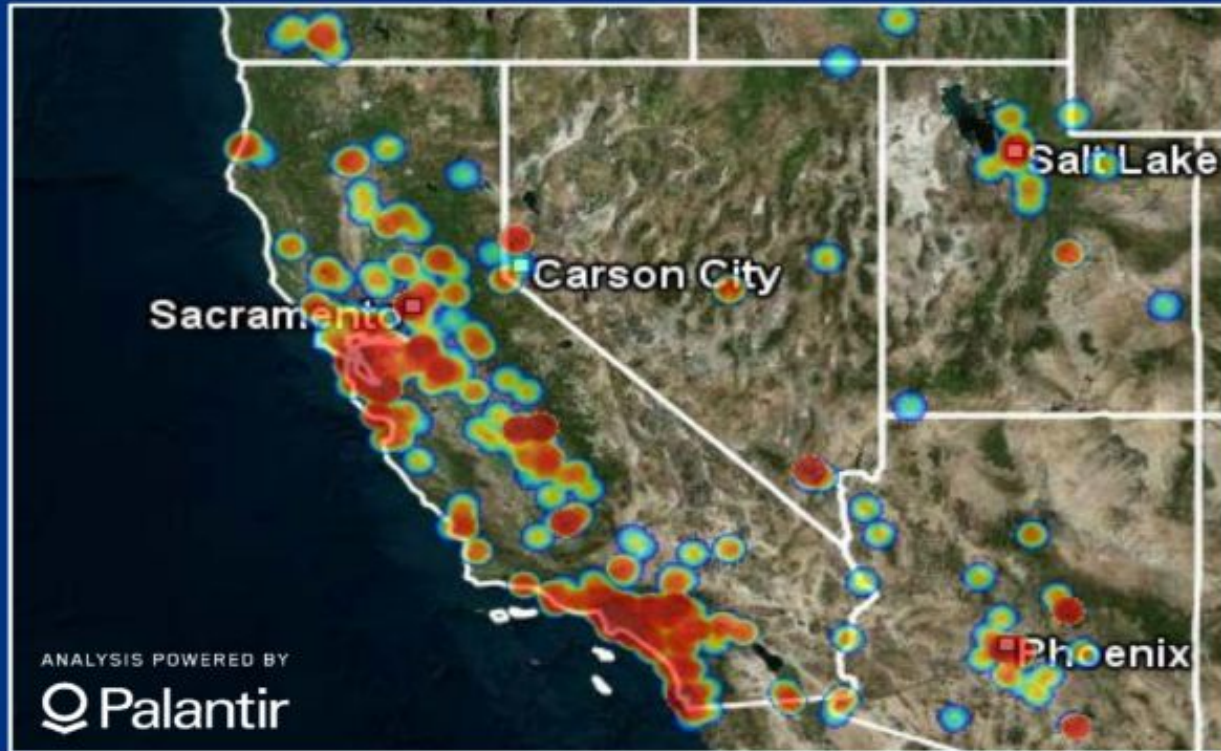 Salt Lake
Carson City
Sacramento
Phoenix
ANALYSIS POWERED BY
Palantir